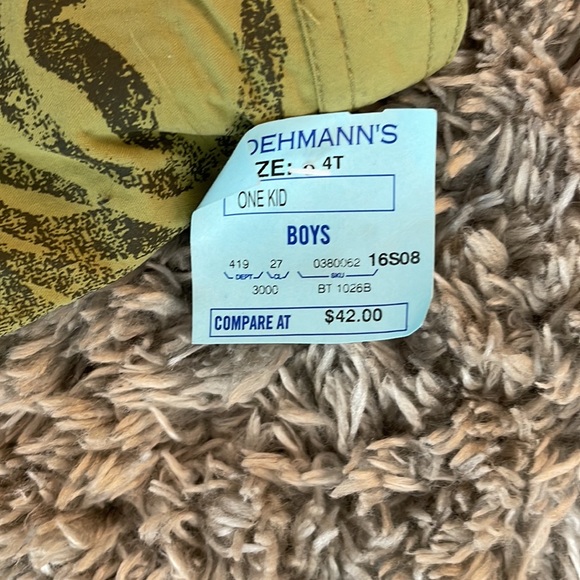 OEHMANN'S
ZE: 4T
ONE KID
BOYS
419 27 0380062 16S08
DEPT CL SKU
3000 BT 1026B
COMPARE AT $42.00